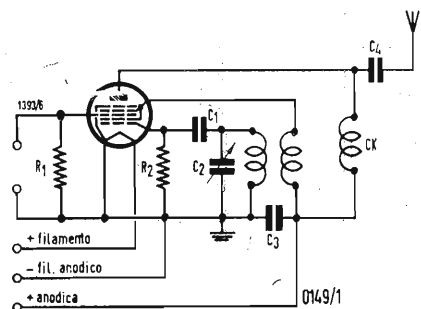 C4
1393/6
C1
R1
R2
C2
CK
C3
+ filamento
– fil. anodico
+ anodica
0149/1